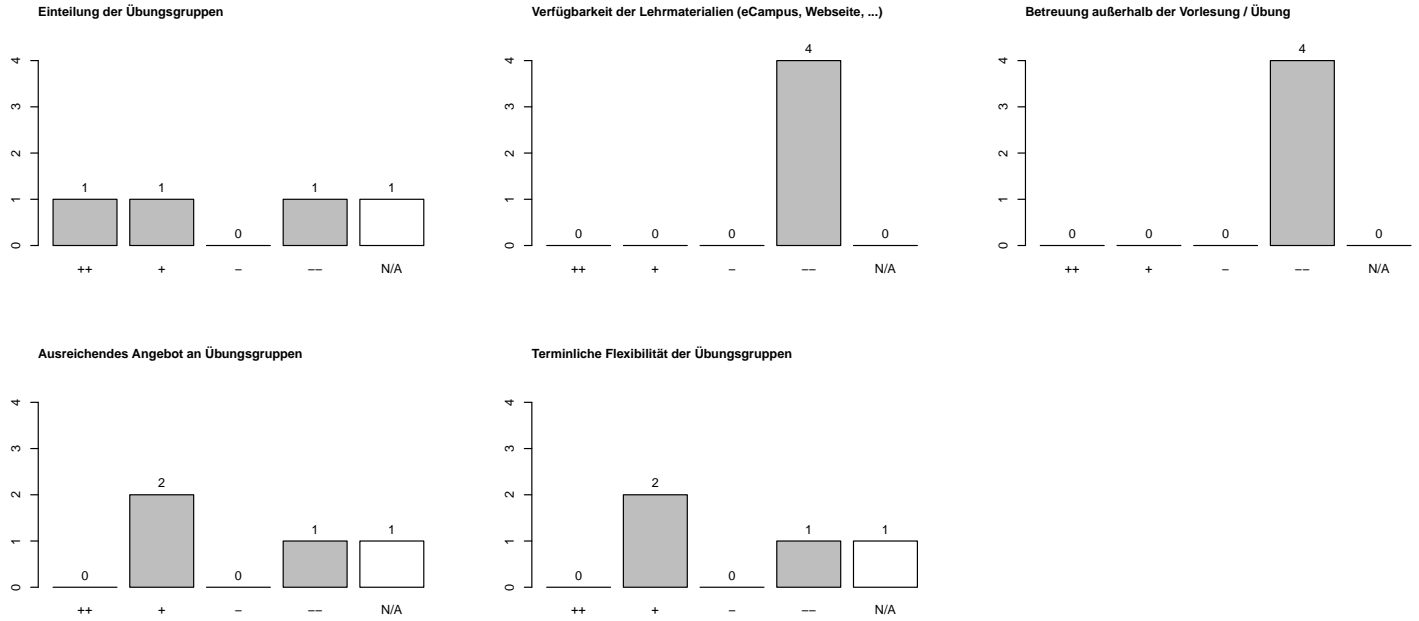 Einteilung der Übungsgruppen
4
3
2
1
0
1 1 0 1 1
++ + − −− N/A
Verfügbarkeit der Lehrmaterialien (eCampus, Webseite, ...)
4
3
2
1
0
0 0 0 4 0
++ + − −− N/A
Betreuung außerhalb der Vorlesung / Übung
4
3
2
1
0
0 0 0 4 0
++ + − −− N/A
Ausreichendes Angebot an Übungsgruppen
4
3
2
1
0
0 2 0 1 1
++ + − −− N/A
Terminliche Flexibilität der Übungsgruppen
4
3
2
1
0
0 2 0 1 1
++ + − −− N/A